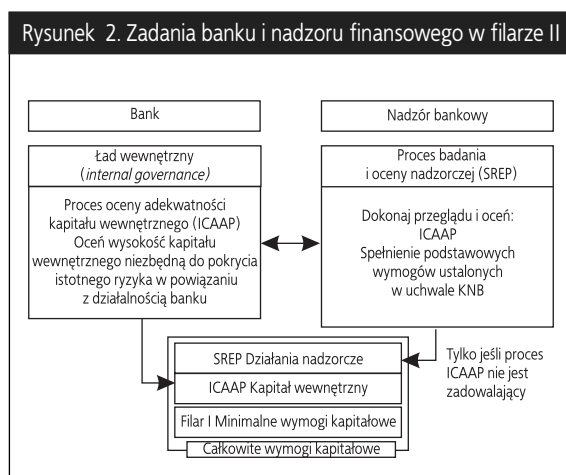 Rysunek 2. Zadania banku i nadzoru finansowego w filarze II
Bank
Nadzór bankowy
Ład wewnętrzny
(internal governance)
Proces oceny adekwatności
kapitału wewnętrznego (ICAAP)
Oceń wysokość kapitału
wewnętrznego niezbędną do pokrycia
istotnego ryzyka w powiązaniu
z działalnością banku
Proces badania
i oceny nadzorczej (SREP)
Dokonaj przeglądu i oceń:
ICAAP
Spełnienie podstawowych
wymogów ustalonych
w uchwale KNB
SREP Działania nadzorcze
ICAAP Kapitał wewnętrzny
Filar I Minimalne wymogi kapitałowe
Całkowite wymogi kapitałowe
Tylko jeśli proces
ICAAP nie jest
zadowalający